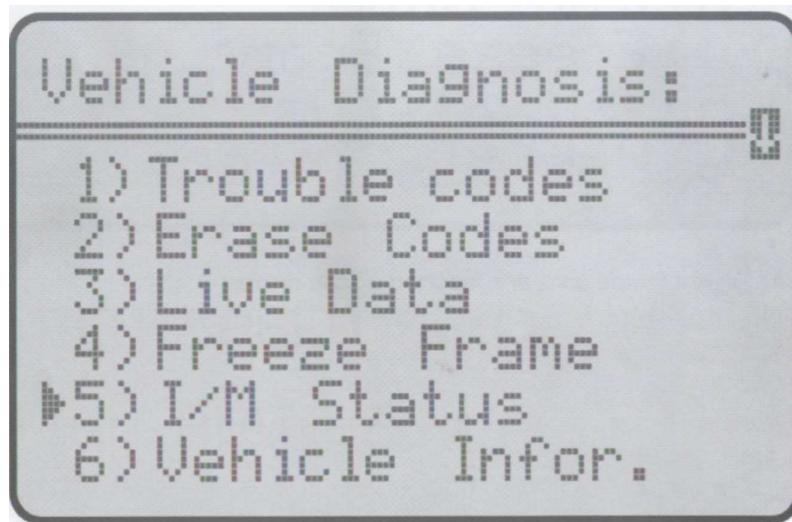 Vehicle Diagnosis:
1) Trouble codes
2) Erase Codes
3) Live Data
4) Freeze Frame
5) I/M Status
6) Vehicle Infor.